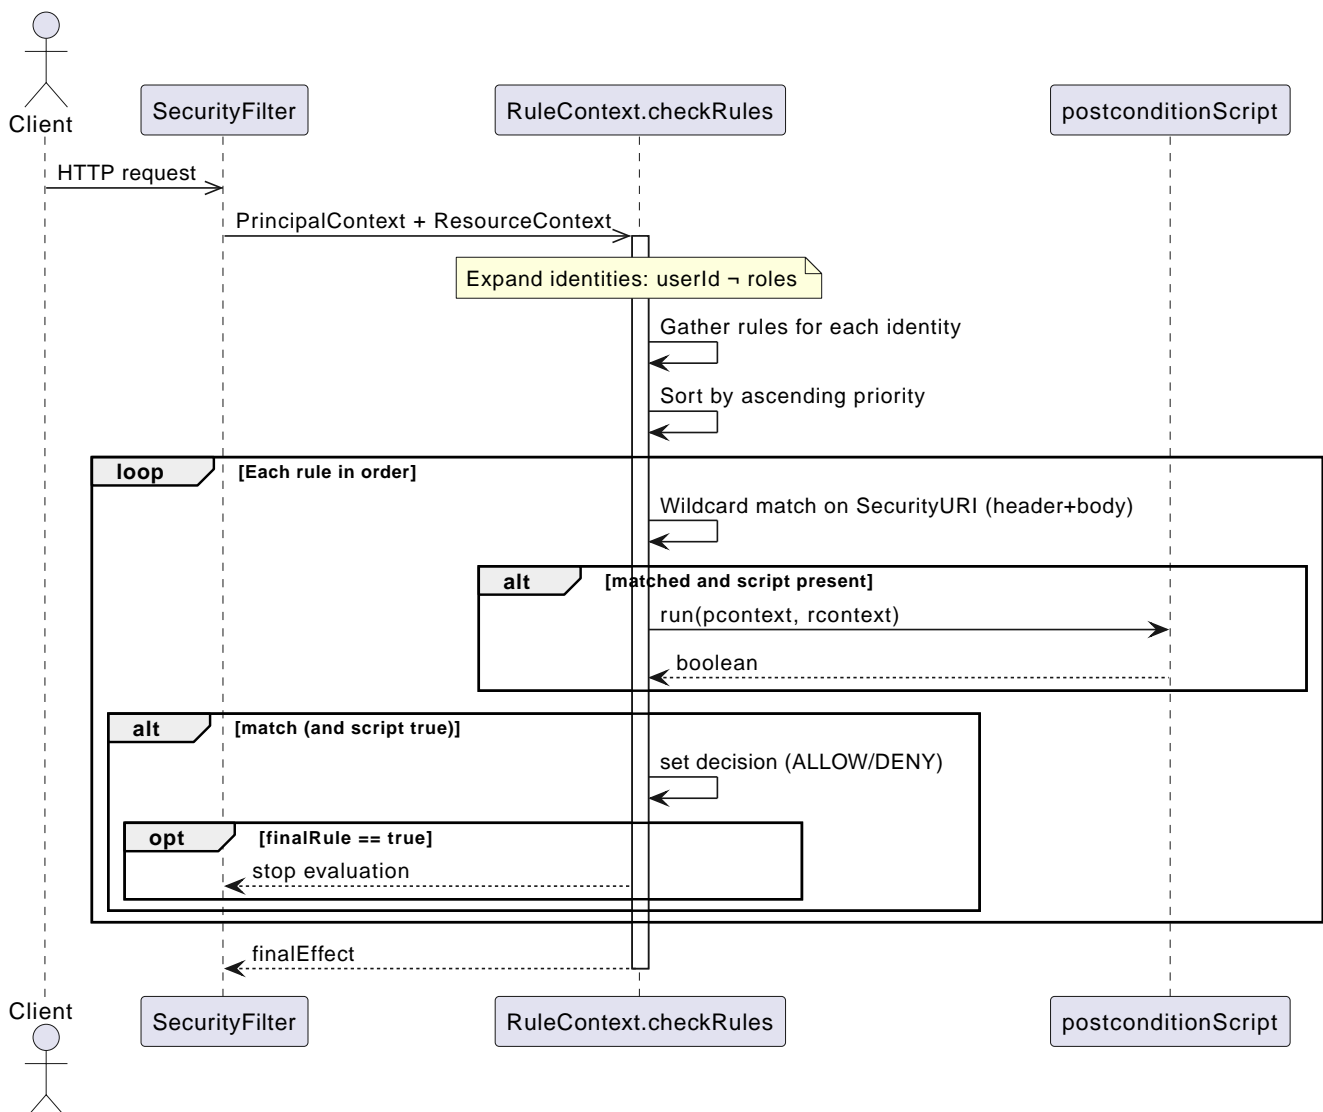 Client
SecurityFilter
RuleContext.checkRules
postconditionScript
HTTP request
PrincipalContext + ResourceContext
Expand identities: userId ¬ roles
Gather rules for each identity
Sort by ascending priority
loop [Each rule in order]
Wildcard match on SecurityURI (header+body)
alt [matched and script present]
run(pcontext, rcontext)
boolean
alt [match (and script true)]
set decision (ALLOW/DENY)
opt [finalRule == true]
stop evaluation
finalEffect
Client
SecurityFilter
RuleContext.checkRules
postconditionScript